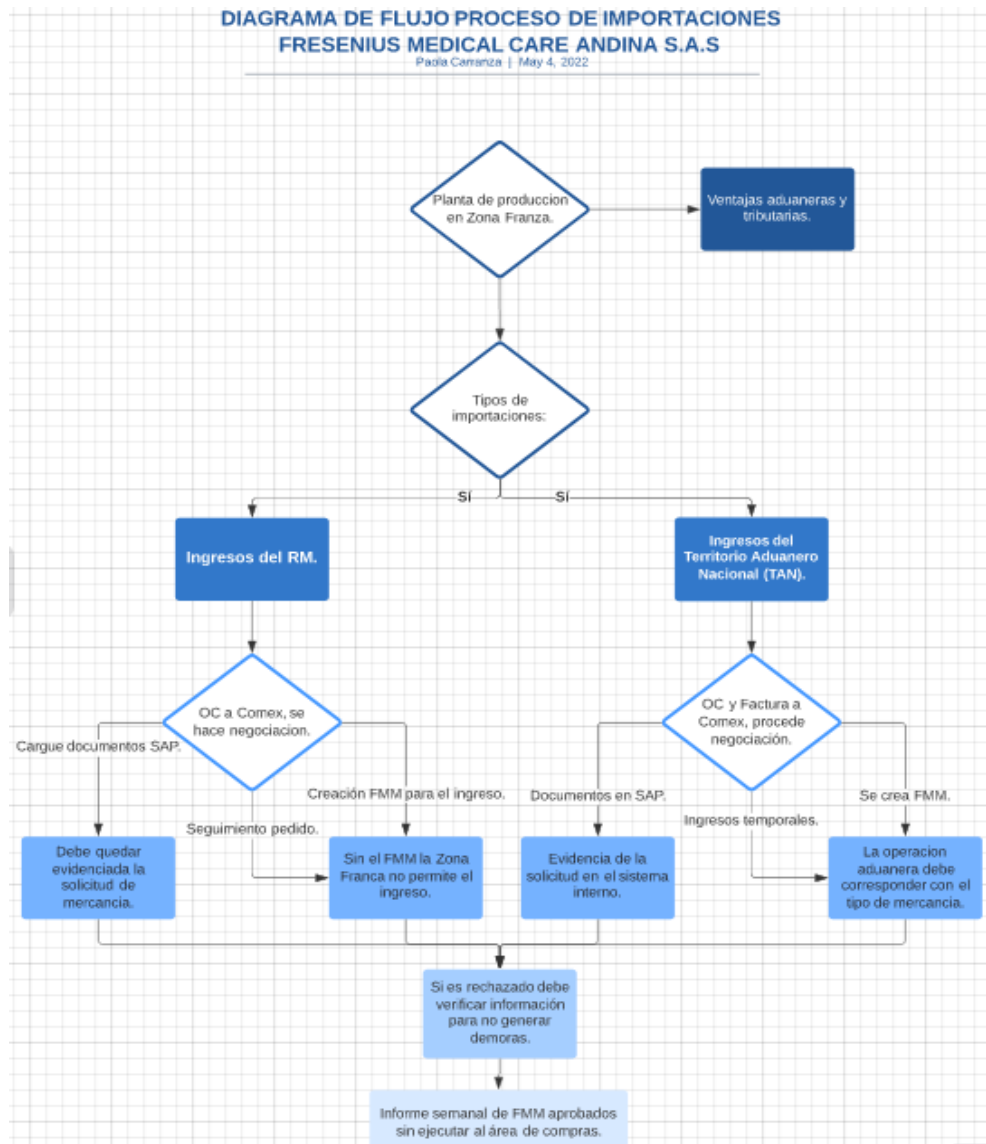 DIAGRAMA DE FLUJO PROCESO DE IMPORTACIONES
FRESENIUS MEDICAL CARE ANDINA S.A.S
Paola Carranza | May 4, 2022
Planta de produccion
en Zona Franza.
Ventajas aduaneras y
tributarias.
Tipos de
importaciones:
Sí
Sí
Ingresos del RM.
Ingresos del
Territorio Aduanero
Nacional (TAN).
OC a Comex, se
hace negociacion.
OC y Factura a
Comex, procede
negociación.
Cargue documentos SAP.
Creación FMM para el ingreso.
Seguimiento pedido.
Documentos en SAP.
Se crea FMM.
Ingresos temporales.
Debe quedar
evidenciada la
solicitud de
mercancia.
Sin el FMM la Zona
Franca no permite el
ingreso.
Evidencia de la
solicitud en el sistema
interno.
La operacion
aduanera debe
corresponder con el
tipo de mercancia.
Si es rechazado debe
verificar información
para no generar
demoras.
Informe semanal de FMM aprobados
sin ejecutar al área de compras.